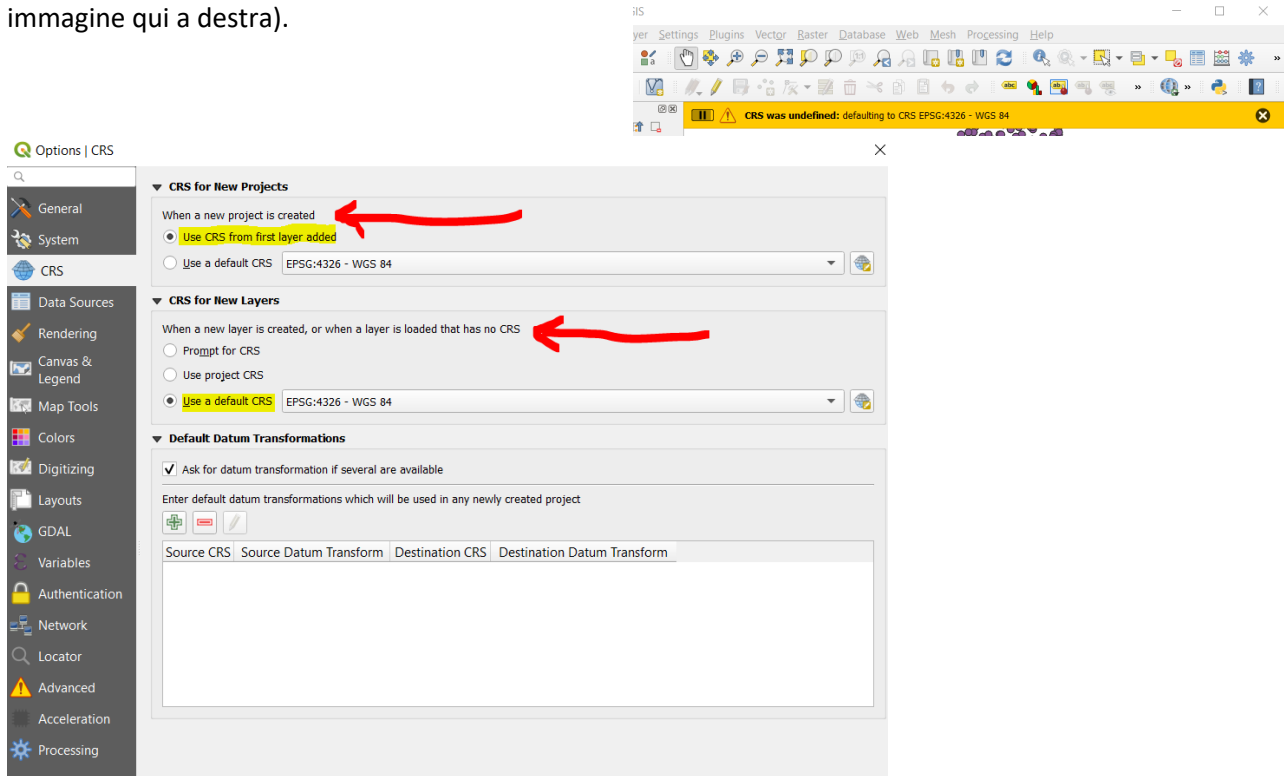 immagine qui a destra).
GIS
yer Settings Plugins Vector Raster Database Web Mesh Processing Help
CRS was undefined: defaulting to CRS EPSG:4326 - WGS 84
Options | CRS
General
System
CRS
Data Sources
Rendering
Canvas &
Legend
Map Tools
Colors
Digitizing
Layouts
GDAL
Variables
Authentication
Network
Locator
Advanced
Acceleration
Processing
CRS for New Projects
When a new project is created
Use CRS from first layer added
Use a default CRS EPSG:4326 - WGS 84
CRS for New Layers
When a new layer is created, or when a layer is loaded that has no CRS
Prompt for CRS
Use project CRS
Use a default CRS EPSG:4326 - WGS 84
Default Datum Transformations
Ask for datum transformation if several are available
Enter default datum transformations which will be used in any newly created project
Source CRS Source Datum Transform Destination CRS Destination Datum Transform